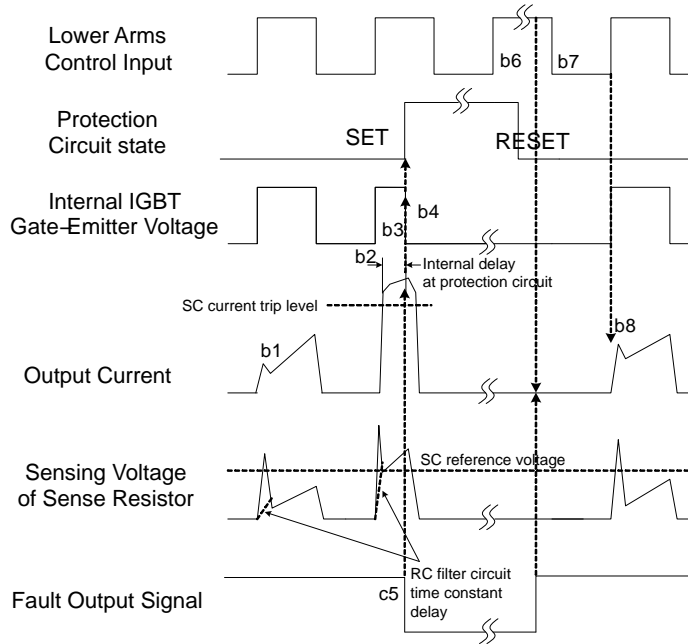 Lower Arms
Control Input
b6
b7
Protection
Circuit state
SET
RESET
Internal IGBT
Gate–Emitter Voltage
b4
b3
b2
Internal delay
at protection circuit
SC current trip level
b1
b8
Output Current
SC reference voltage
Sensing Voltage
of Sense Resistor
RC filter circuit
time constant
delay
c5
Fault Output Signal